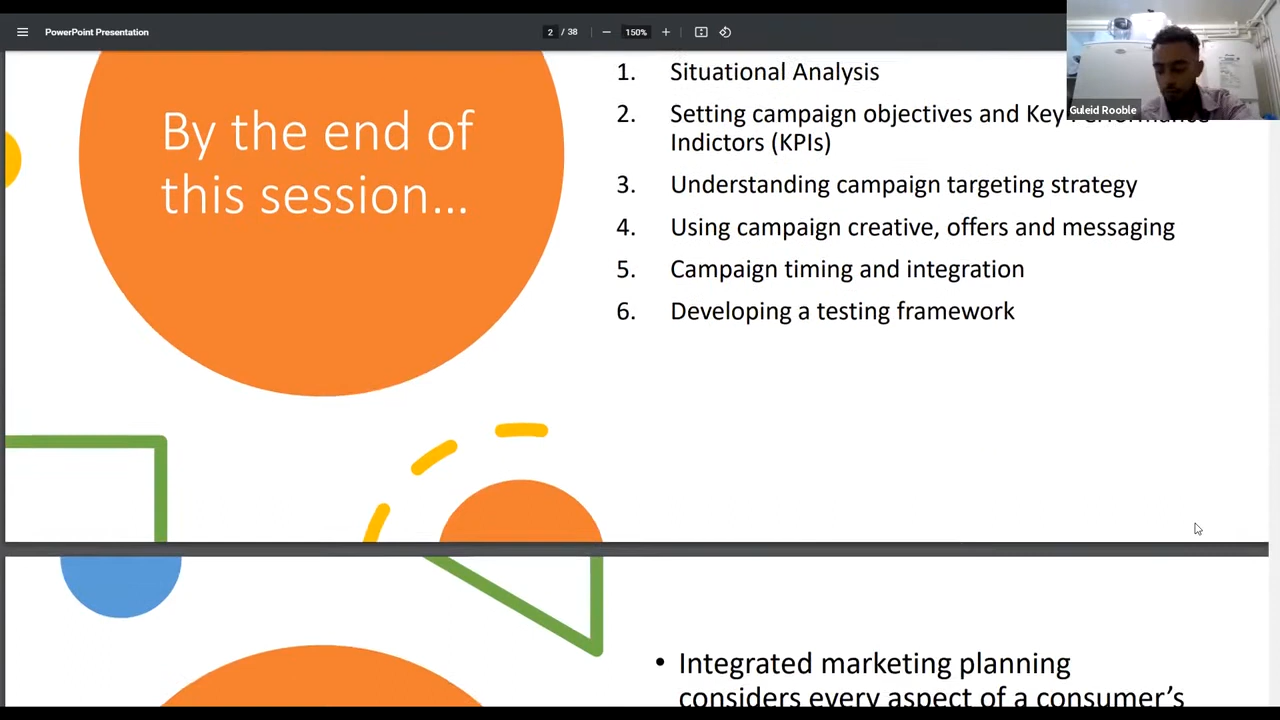 PowerPoint Presentation
2 / 38
150%
Guleid Rooble
By the end of
this session...
1. Situational Analysis
2. Setting campaign objectives and Key
Indictors (KPIs)
3. Understanding campaign targeting strategy
4. Using campaign creative, offers and messaging
5. Campaign timing and integration
6. Developing a testing framework
• Integrated marketing planning
considers every aspect of a consumer's